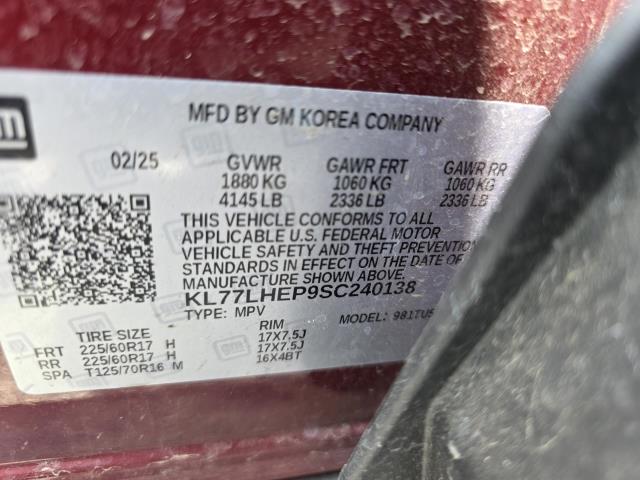 gm
MFD BY GM KOREA COMPANY
02/25 GVWR GAWR FRT GAWR RR
1880 KG 1060 KG 1060 KG
4145 LB 2336 LB 2336 LB
THIS VEHICLE CONFORMS TO ALL
APPLICABLE U.S. FEDERAL MOTOR
VEHICLE SAFETY AND THEFT PREVENTION
STANDARDS IN EFFECT ON THE DATE OF
MANUFACTURE SHOWN ABOVE.
KL77LHEP9SC240138
TYPE: MPV MODEL: 981TU5
TIRE SIZE RIM
FRT 225/60R17 H 17X7.5J
RR 225/60R17 H 17X7.5J
SPA T125/70R16 M 16X4BT